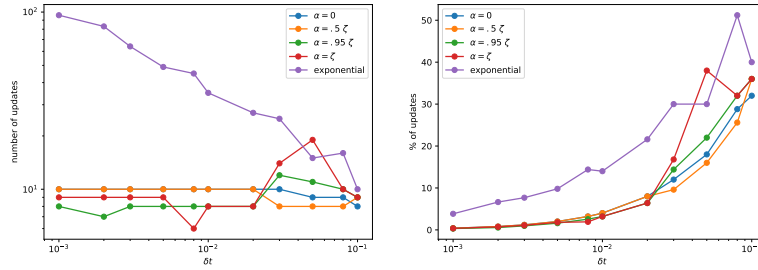 10²
10¹
number of updates
10⁻³
10⁻²
10⁻¹
δt
α = 0
α = .5 ζ
α = .95 ζ
α = ζ
exponential
50
40
30
20
10
0
% of updates
10⁻³
10⁻²
δt
α = 0
α = .5 ζ
α = .95 ζ
α = ζ
exponential